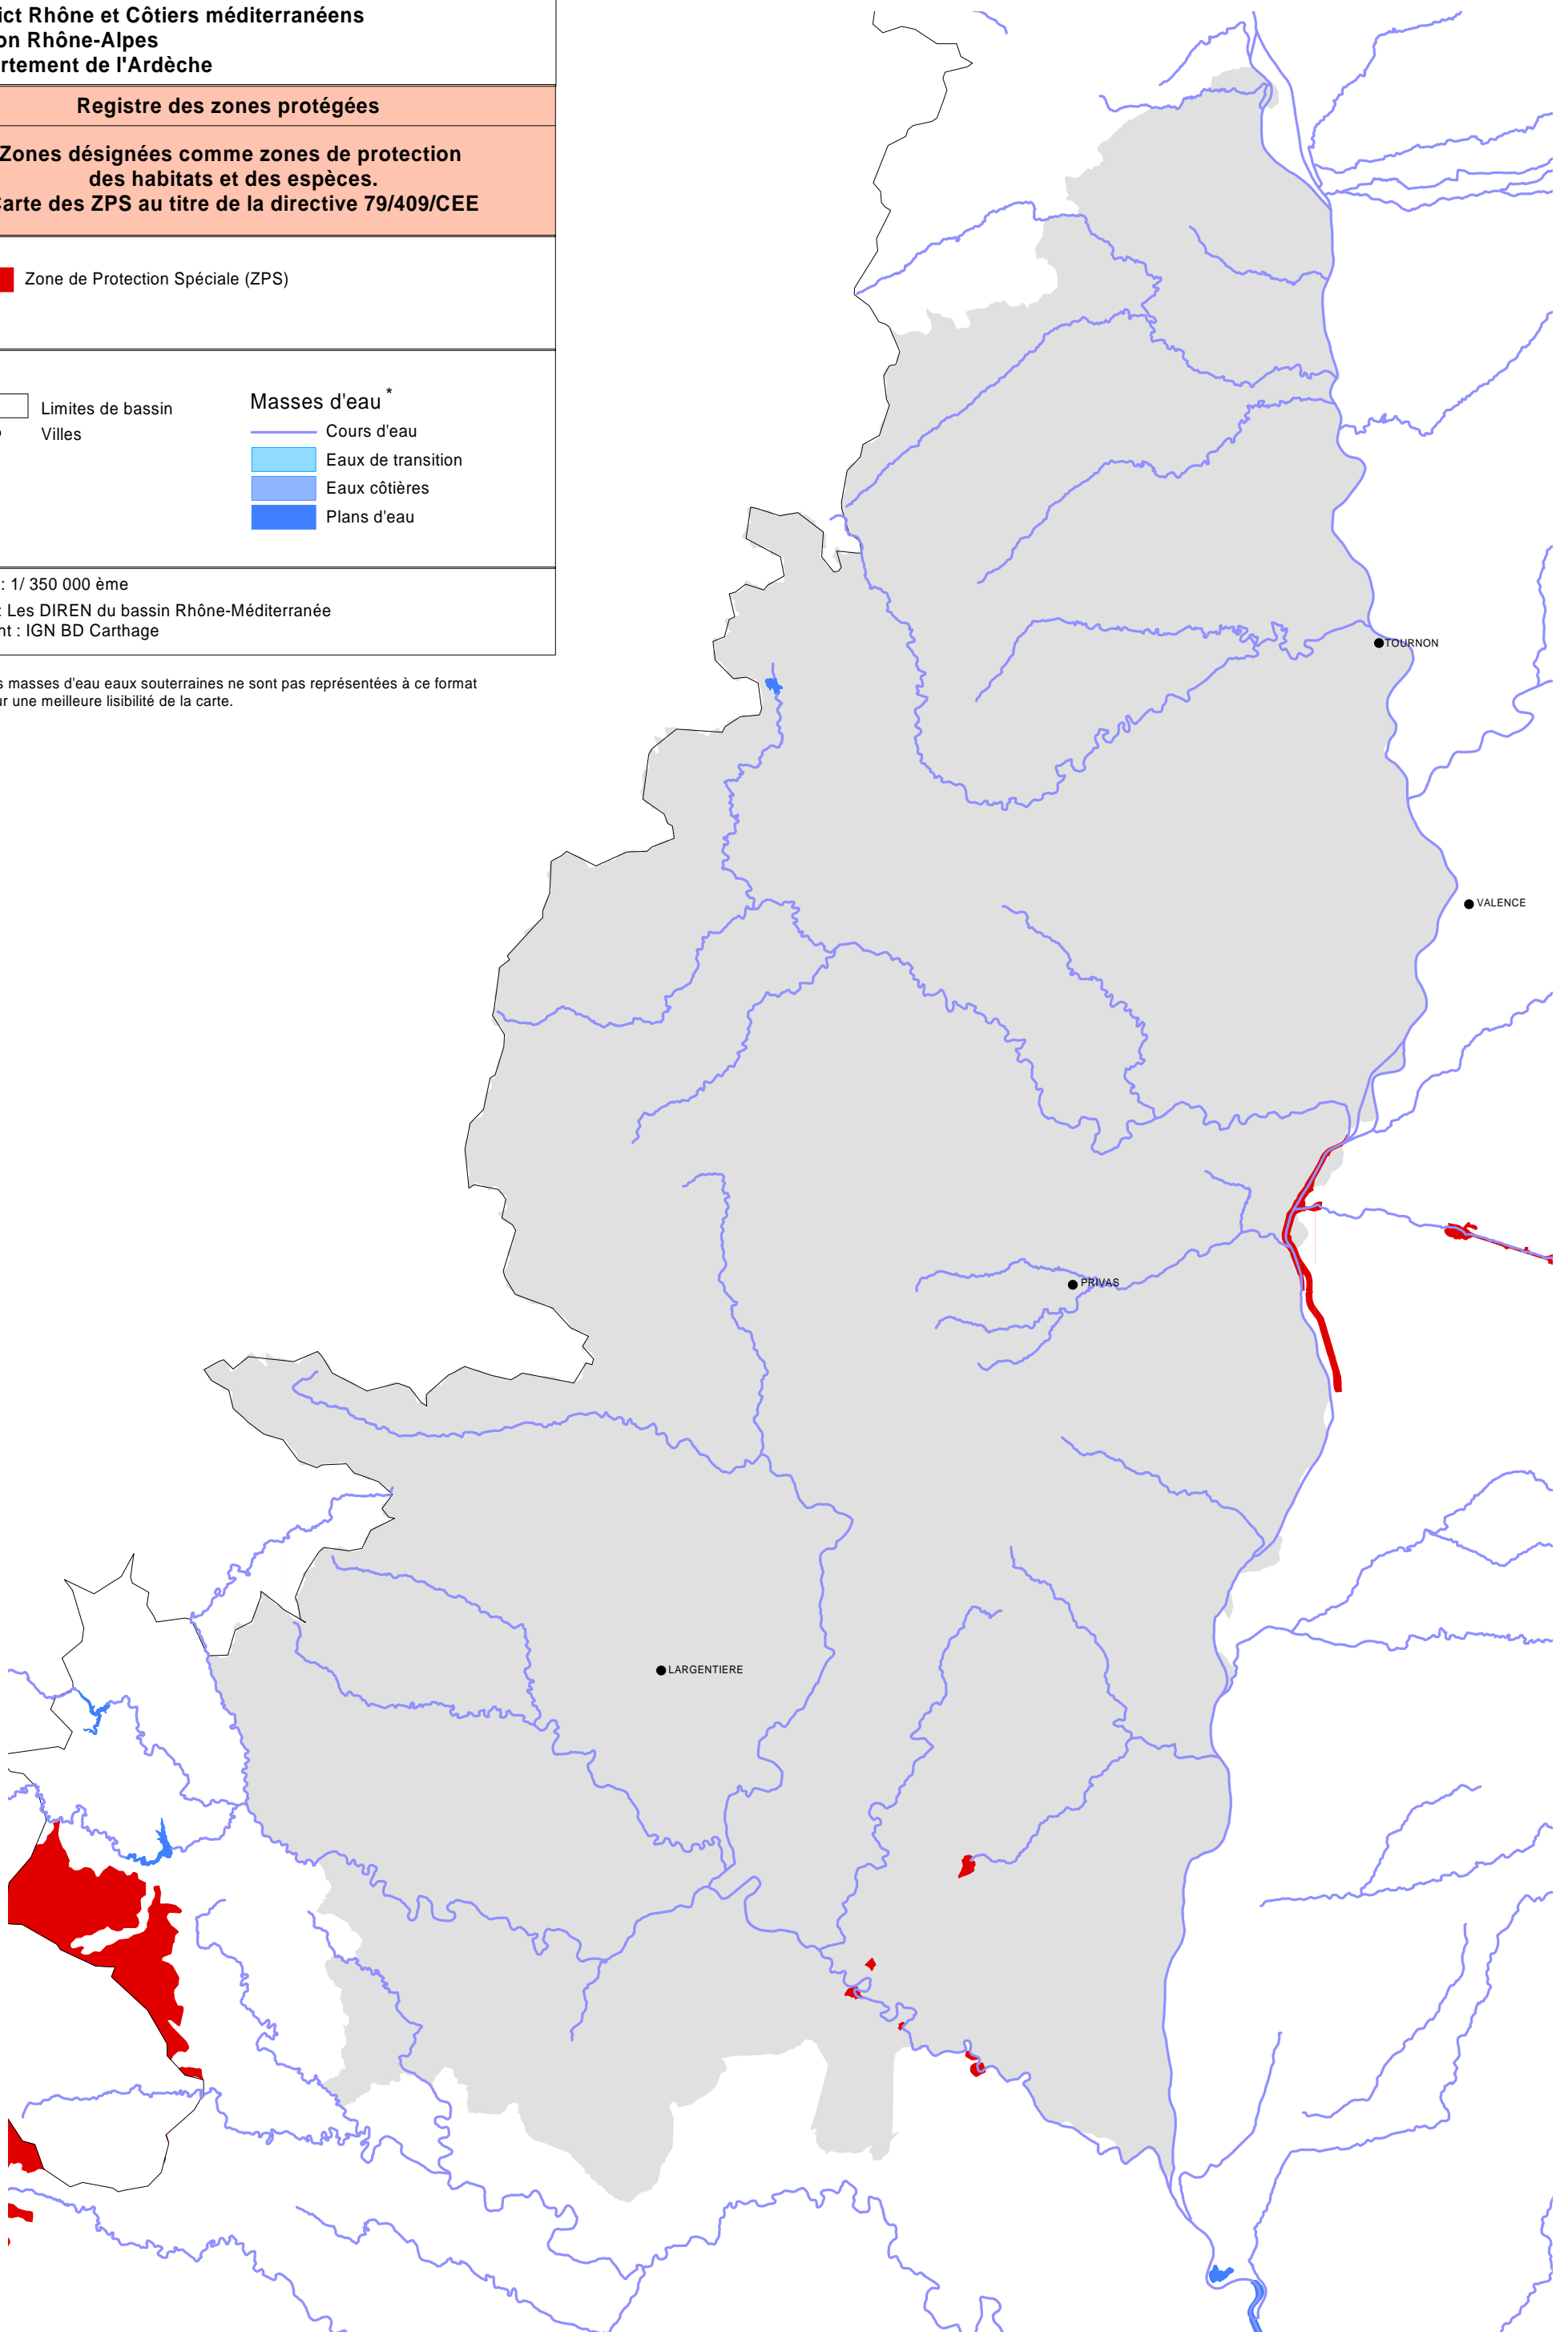 ict Rhône et Côtiers méditerranéens
on Rhône-Alpes
rtement de l'Ardèche
Registre des zones protégées
Zones désignées comme zones de protection
des habitats et des espèces.
Carte des ZPS au titre de la directive 79/409/CEE
Zone de Protection Spéciale (ZPS)
Limites de bassin
Villes
Masses d'eau *
Cours d'eau
Eaux de transition
Eaux côtières
Plans d'eau
: 1/ 350 000 ème
: Les DIREN du bassin Rhône-Méditerranée
nt : IGN BD Carthage
s masses d'eau eaux souterraines ne sont pas représentées à ce format
ur une meilleure lisibilité de la carte.
TOURNON
VALENCE
PRIVAS
LARGENTIERE